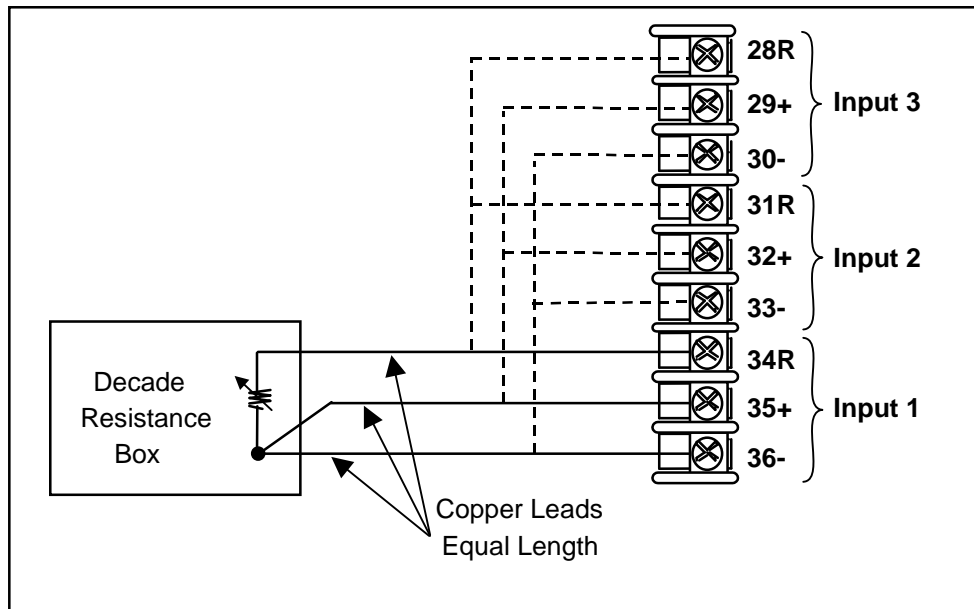 28R
29+
Input 3
30-
31R
32+
Input 2
33-
34R
35+
Input 1
36-
Decade
Resistance
Box
Copper Leads
Equal Length